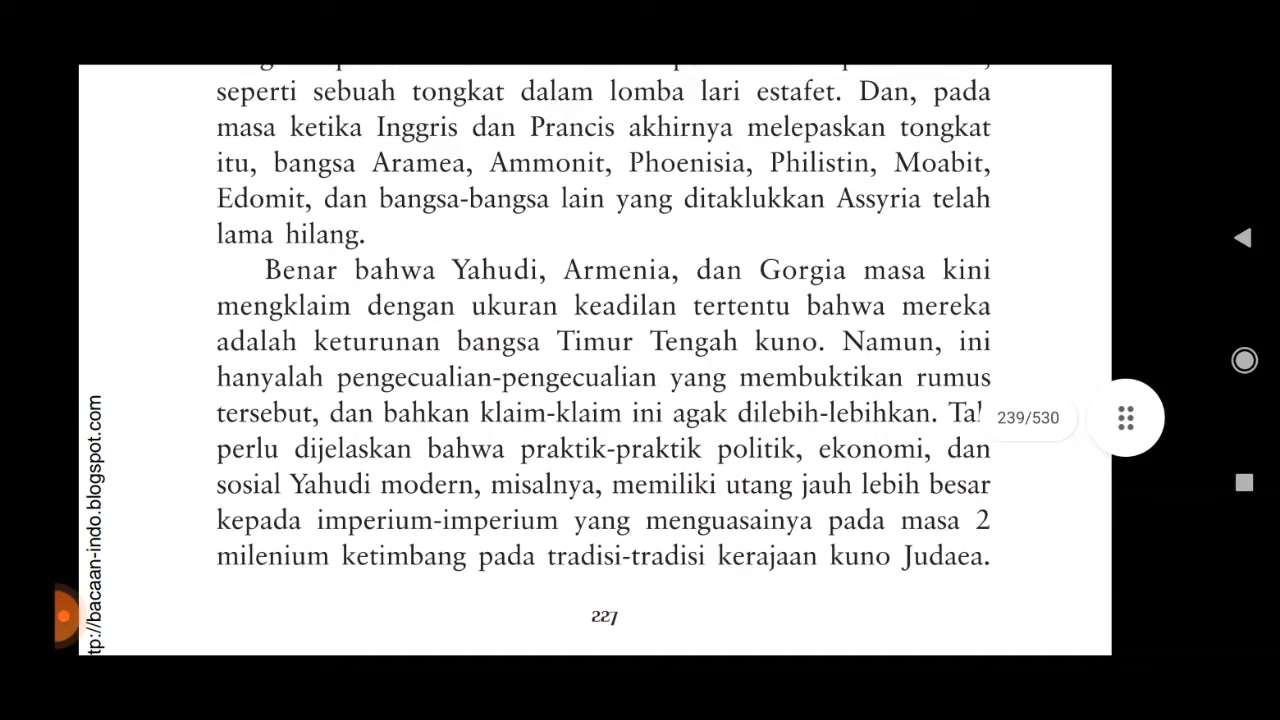 seperti sebuah tongkat dalam lomba lari estafet. Dan, pada
masa ketika Inggris dan Prancis akhirnya melepaskan tongkat
itu, bangsa Aramea, Ammonit, Phoenisia, Philistin, Moabit,
Edomit, dan bangsa-bangsa lain yang ditaklukkan Assyria telah
lama hilang.
Benar bahwa Yahudi, Armenia, dan Gorgia masa kini
mengklaim dengan ukuran keadilan tertentu bahwa mereka
adalah keturunan bangsa Timur Tengah kuno. Namun, ini
hanyalah pengecualian-pengecualian yang membuktikan rumus
tersebut, dan bahkan klaim-klaim ini agak dilebih-lebihkan.
239/530
perlu dijelaskan bahwa praktik-praktik politik, ekonomi, dan
sosial Yahudi modern, misalnya, memiliki utang jauh lebih besar
kepada imperium-imperium yang menguasainya pada masa 2
milenium ketimbang pada tradisi-tradisi kerajaan kuno Judaea.
227
tp://bacaan-indo.blogspot.com